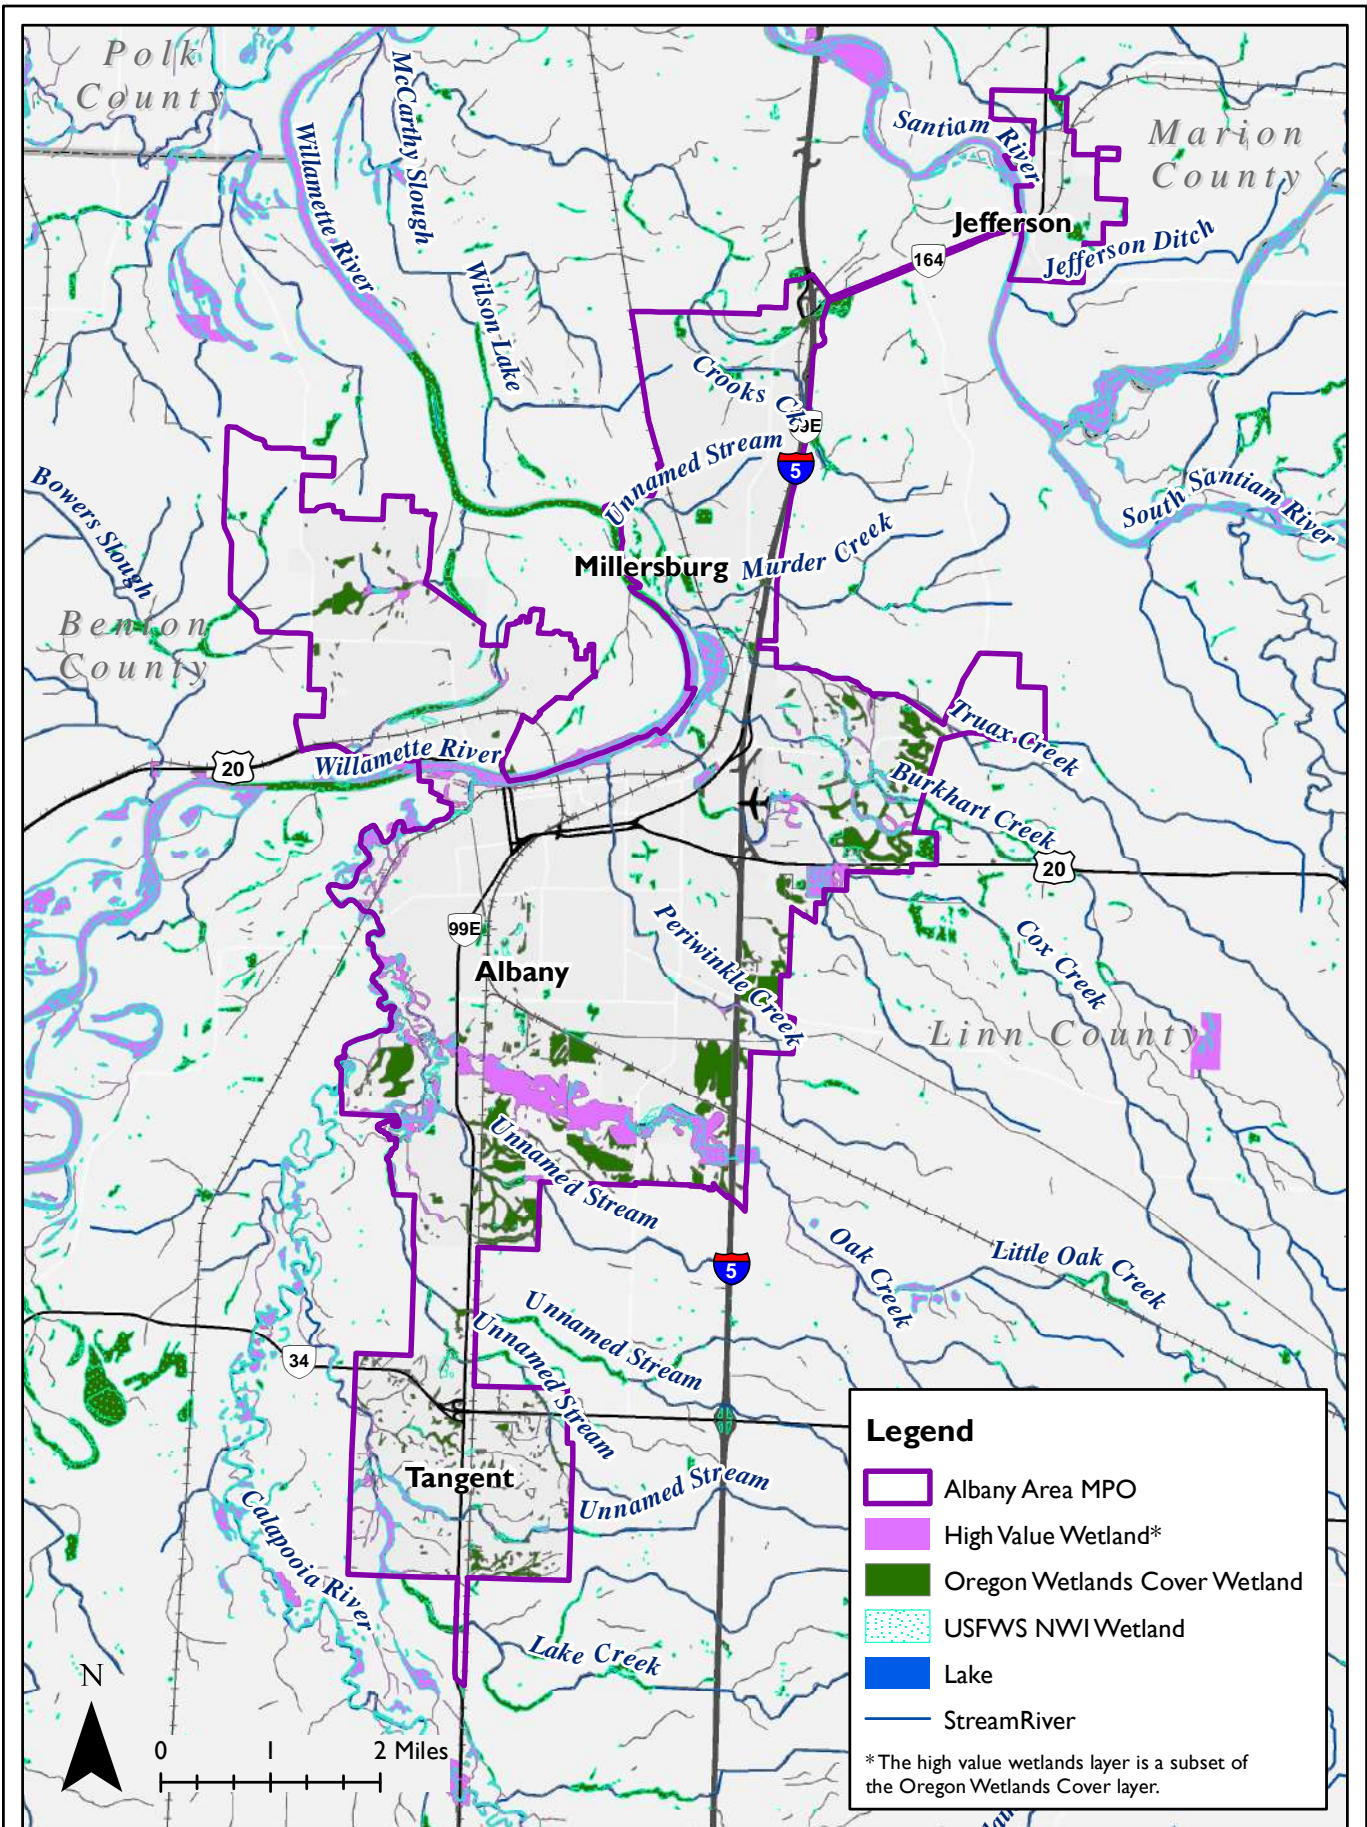 Polk
County
McCarthy Slough
Willamette River
Santiam River
Marion
County
Jefferson
Jefferson Ditch
164
Wilson Lake
Crooks Ck
99E
Unnamed Stream
5
South Santiam River
Bowers Slough
Millersburg
Murder Creek
Benton
County
Truax Creek
Willamette River
20
Burkhart Creek
20
99E
Periwinkle Creek
Cox Creek
Albany
Linn County
Unnamed Stream
Oak Creek
Little Oak Creek
5
Unnamed Stream
Unnamed Stream
34
Tangent
Unnamed Stream
Calapooia River
Lake Creek
Legend
Albany Area MPO
High Value Wetland*
Oregon Wetlands Cover Wetland
USFWS NWI Wetland
Lake
StreamRiver
*The high value wetlands layer is a subset of
the Oregon Wetlands Cover layer.
N
0 1 2 Miles